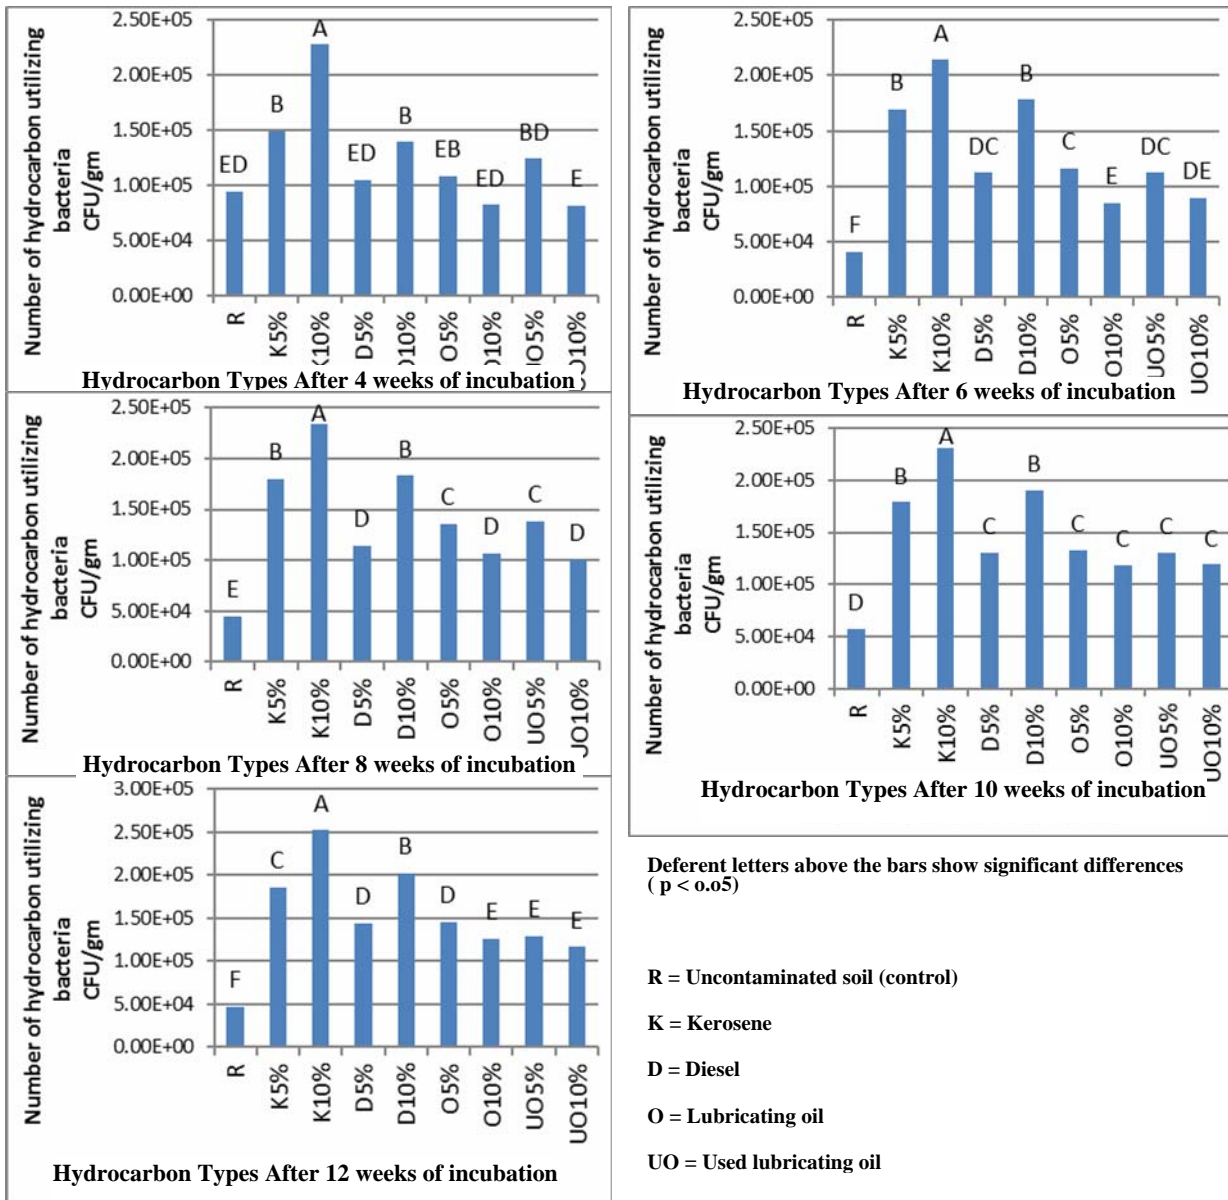 Number of hydrocarbon utilizing
bacteria
CFU/gm
2.50E+05
2.00E+05
1.50E+05
1.00E+05
5.00E+04
0.00E+00
ED
B
A
ED
B
EB
ED
BD
E
R
K5%
K10%
D5%
D10%
O5%
O10%
UO5%
UO10%
Hydrocarbon Types After 4 weeks of incubation
Number of hydrocarbon utilizing
bacteria
CFU/gm
2.50E+05
2.00E+05
1.50E+05
1.00E+05
5.00E+04
0.00E+00
F
B
A
DC
B
C
E
DC
DE
R
K5%
K10%
D5%
D10%
O5%
O10%
UO5%
UO10%
Hydrocarbon Types After 6 weeks of incubation
Number of hydrocarbon utilizing
bacteria
CFU/gm
2.50E+05
2.00E+05
1.50E+05
1.00E+05
5.00E+04
0.00E+00
E
B
A
D
B
C
D
C
D
R
K5%
K10%
D5%
D10%
O5%
O10%
UO5%
UO10%
Hydrocarbon Types After 8 weeks of incubation
Number of hydrocarbon utilizing
bacteria
CFU/gm
2.50E+05
2.00E+05
1.50E+05
1.00E+05
5.00E+04
0.00E+00
D
B
A
C
B
C
C
C
C
R
K5%
K10%
D5%
D10%
O5%
O10%
UO5%
UO10%
Hydrocarbon Types After 10 weeks of incubation
Number of hydrocarbon utilizing
bacteria
CFU/gm
3.00E+05
2.50E+05
2.00E+05
1.50E+05
1.00E+05
5.00E+04
0.00E+00
F
C
A
D
B
D
E
E
E
R
K5%
K10%
D5%
D10%
O5%
O10%
UO5%
UO10%
Hydrocarbon Types After 12 weeks of incubation
Deferent letters above the bars show significant differences
( p < o.o5)
R = Uncontaminated soil (control)
K = Kerosene
D = Diesel
O = Lubricating oil
UO = Used lubricating oil